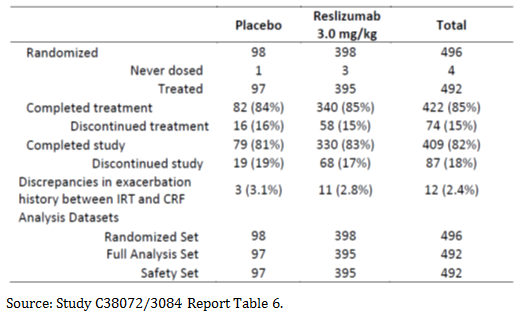 Placebo Reslizumab 3.0 mg/kg Total
Randomized 98 398 496
Never dosed 1 3 4
Treated 97 395 492
Completed treatment 82 (84%) 340 (85%) 422 (85%)
Discontinued treatment 16 (16%) 58 (15%) 74 (15%)
Completed study 79 (81%) 330 (83%) 409 (82%)
Discontinued study 19 (19%) 68 (17%) 87 (18%)
Discrepancies in exacerbation
history between IRT and CRF 3 (3.1%) 11 (2.8%) 12 (2.4%)
Analysis Datasets
Randomized Set 98 398 496
Full Analysis Set 97 395 492
Safety Set 97 395 492
Source: Study C38072/3084 Report Table 6.